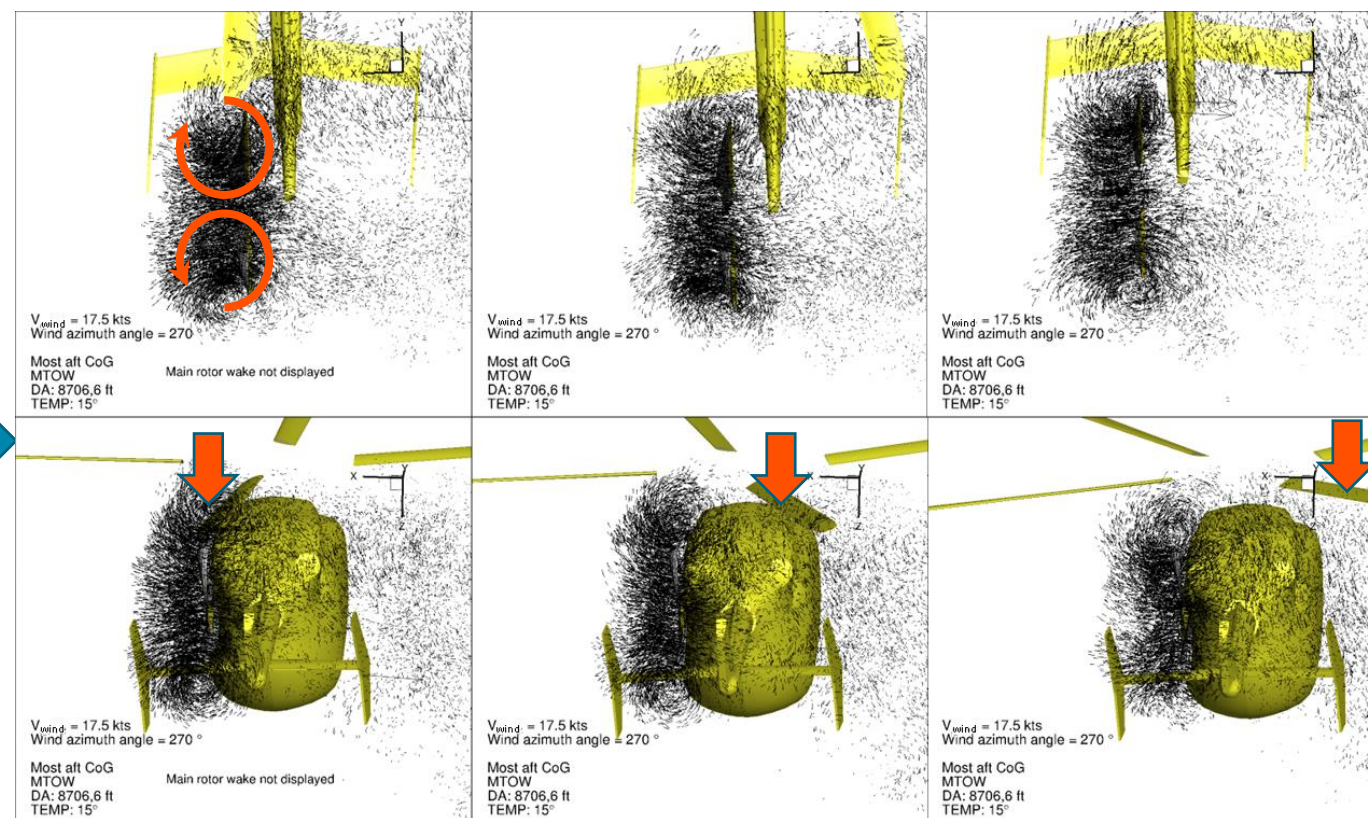 Y
X
V_wind = 17.5 kts
Wind azimuth angle = 270 °
Most aft CoG
MTOW
DA: 8706,6 ft
TEMP: 15°
Main rotor wake not displayed
Y
X
V_wind = 17.5 kts
Wind azimuth angle = 270 °
Most aft CoG
MTOW
DA: 8706,6 ft
TEMP: 15°
Y
V_wind = 17.5 kts
Wind azimuth angle = 270 °
Most aft CoG
MTOW
DA: 8706,6 ft
TEMP: 15°
X
Y
Z
V_wind = 17.5 kts
Wind azimuth angle = 270 °
Most aft CoG
MTOW
DA: 8706,6 ft
TEMP: 15°
Main rotor wake not displayed
X
Y
Z
V_wind = 17.5 kts
Wind azimuth angle = 270 °
Most aft CoG
MTOW
DA: 8706,6 ft
TEMP: 15°
X
Y
Z
V_wind = 17.5 kts
Wind azimuth angle = 270 °
Most aft CoG
MTOW
DA: 8706,6 ft
TEMP: 15°